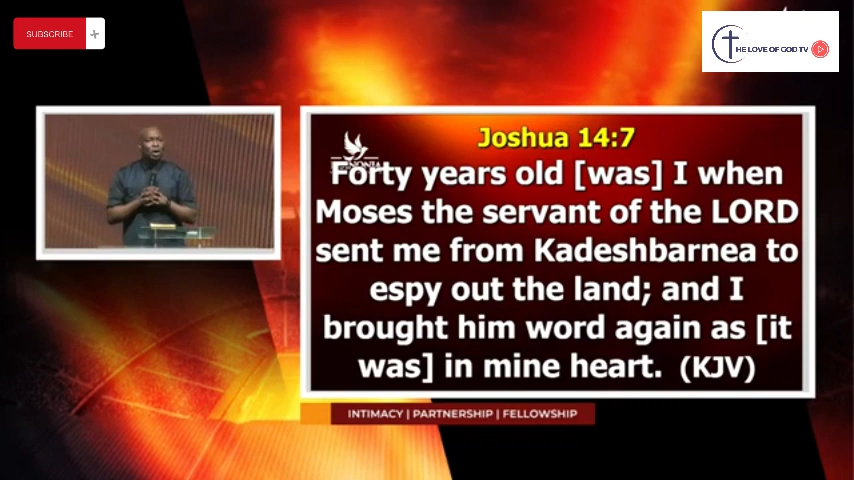 SUBSCRIBE
HE LOVE OF GOD TV
Joshua 14:7
Forty years old [was] I when
Moses the servant of the LORD
sent me from Kadeshbarnea to
espy out the land; and I
brought him word again as [it
was] in mine heart. (KJV)
INTIMACY | PARTNERSHIP | FELLOWSHIP